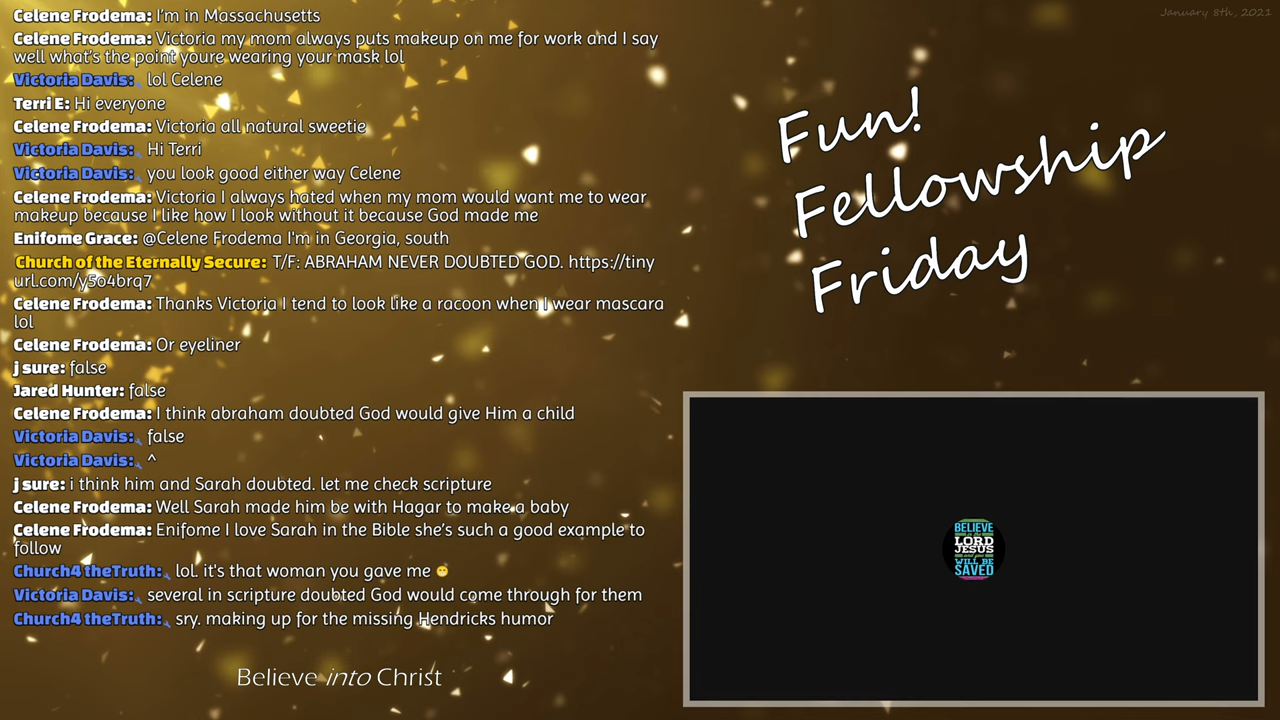 Celene Frodema: I'm in Massachusetts
Celene Frodema: Victoria my mom always puts makeup on me for work and I say
well what's the point youre wearing your mask lol
Victoria Davis: lol Celene
Terri E: Hi everyone
Celene Frodema: Victoria all natural sweetie
Victoria Davis: Hi Terri
Victoria Davis: you look good either way Celene
Celene Frodema: Victoria I always hated when my mom would want me to wear
makeup because I like how I look without it because God made me
Enifome Grace: @Celene Frodema I'm in Georgia, south
Church of the Eternally Secure: T/F: ABRAHAM NEVER DOUBTED GOD. https://tiny
url.com/y5o4brq7
Celene Frodema: Thanks Victoria I tend to look like a racoon when I wear mascara
lol
Celene Frodema: Or eyeliner
j sure: false
Jared Hunter: false
Celene Frodema: I think abraham doubted God would give Him a child
Victoria Davis: false
Victoria Davis: ^
j sure: i think him and Sarah doubted. let me check scripture
Celene Frodema: Well Sarah made him be with Hagar to make a baby
Celene Frodema: Enifome I love Sarah in the Bible she's such a good example to
follow
Church4 theTruth: lol. it's that woman you gave me 😁
Victoria Davis: several in scripture doubted God would come through for them
Church4 theTruth: sry. making up for the missing Hendricks humor
Believe into Christ
January 8th, 2021
Fun!
Fellowship
Friday
BELIEVE
LORD
JESUS
WILL BE
SAVED